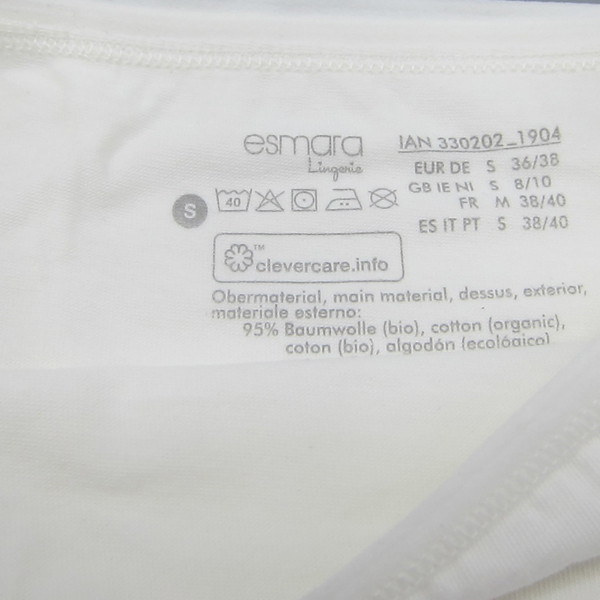 esmara
Lingerie
IAN 330202_1904
EUR DE S 36/38
GB IE NI S 8/10
FR M 38/40
ES IT PT S 38/40
S
40
clevercare.info
TM
Obermaterial, main material, dessus, exterior,
materiale esterno:
95% Baumwolle (bio), cotton (organic),
coton (bio), algodón (ecológico)